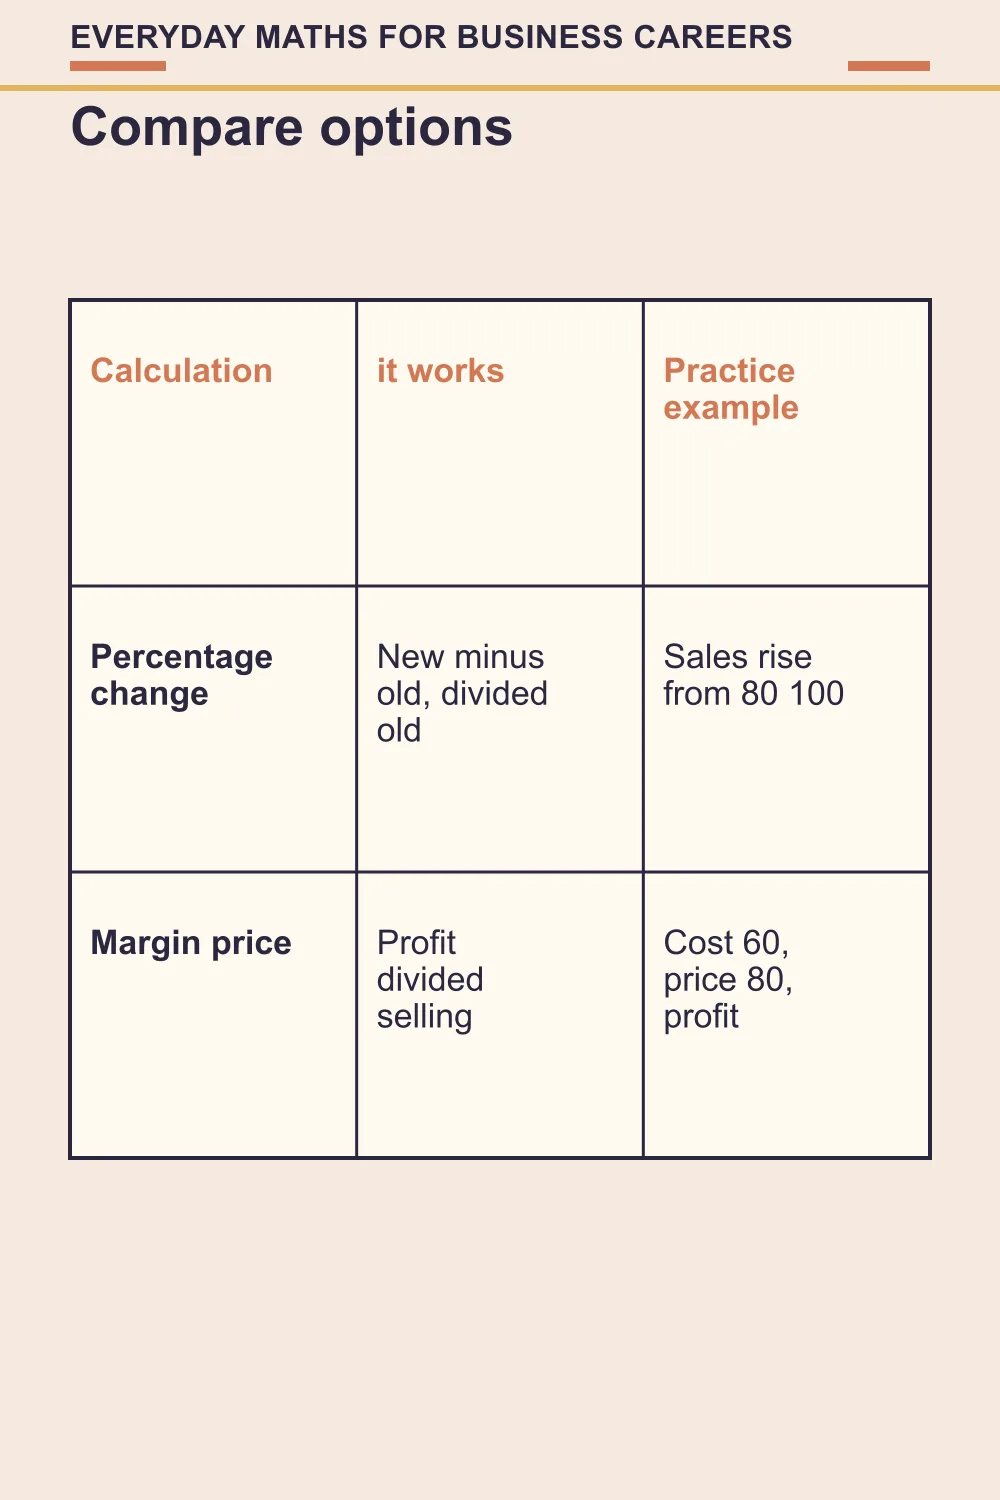 EVERYDAY MATHS FOR BUSINESS CAREERS
Compare options
Calculation
it works
Practice
example
Percentage
change
New minus
old, divided
old
Sales rise
from 80 100
Margin price
Profit
divided
selling
Cost 60,
price 80,
profit